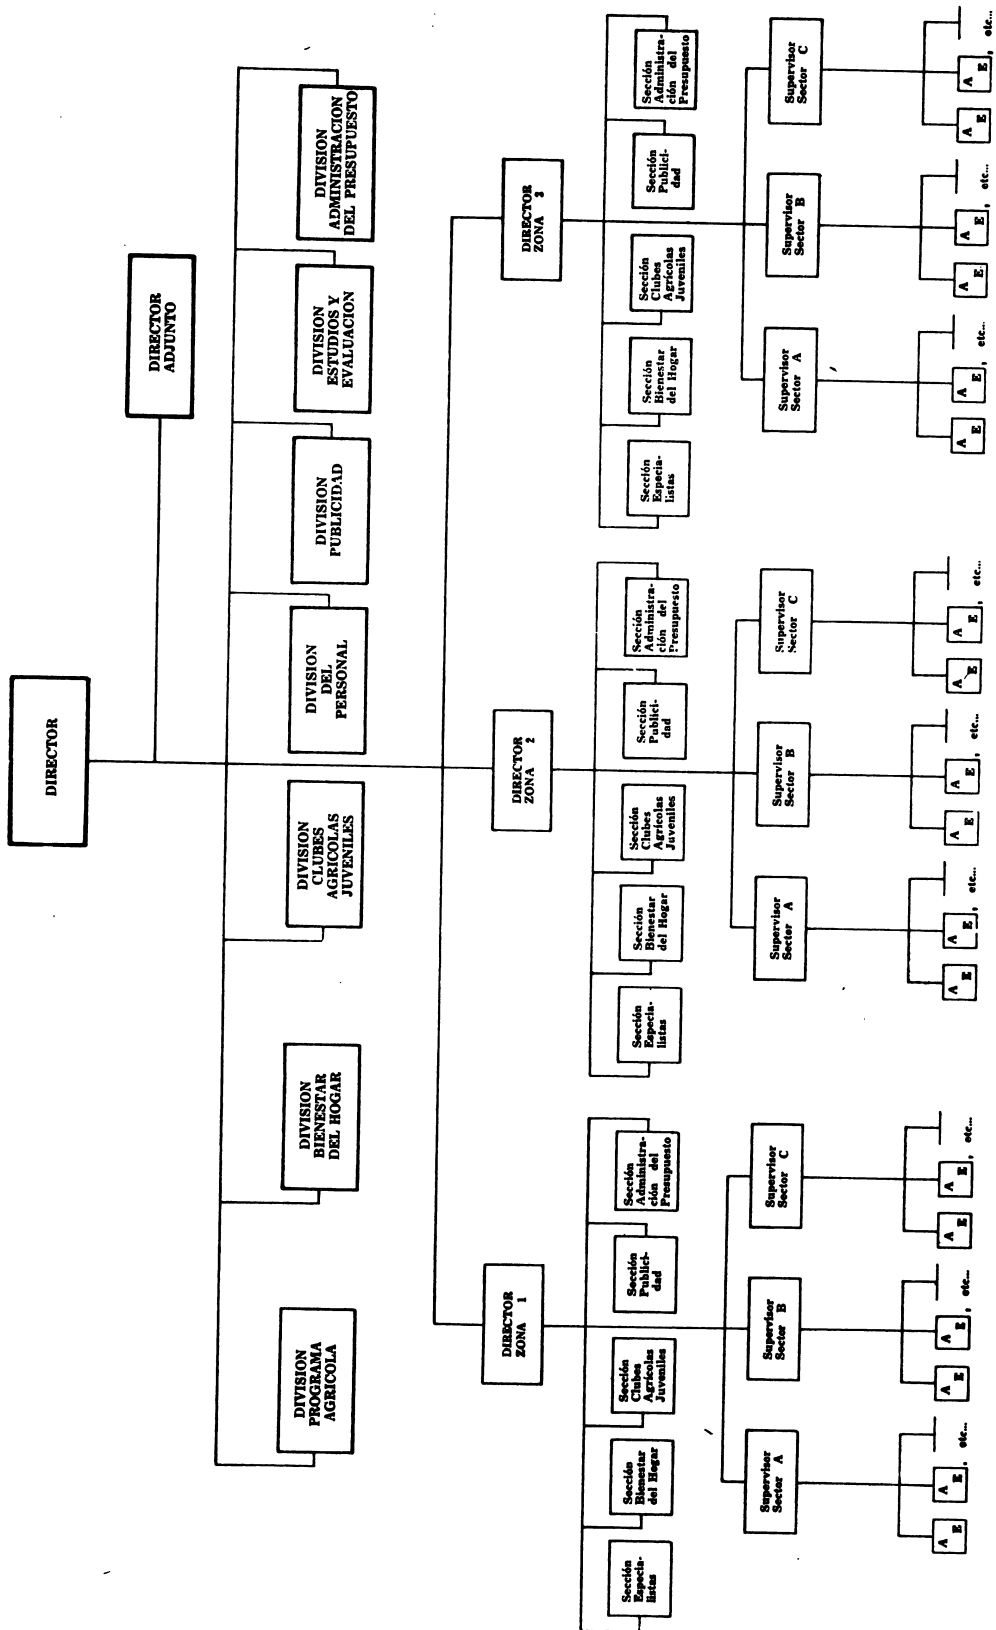 DIRECTOR
DIRECTOR
ADJUNTO
DIVISION
PROGRAMA
AGRICOLA
DIVISION
BIENESTAR
DEL HOGAR
DIVISION
CLUBES
AGRICOLAS
JUVENILES
DIVISION
DEL
PERSONAL
DIVISION
PUBLICIDAD
DIVISION
ESTUDIOS Y
EVALUACION
DIVISION
ADMINISTRACION
DEL PRESUPUESTO
DIRECTOR
ZONA 1
DIRECTOR
ZONA 2
DIRECTOR
ZONA 3
Sección
Especia-
listas
Sección
Bienestar
del Hogar
Sección
Clubes
Agrícolas
Juveniles
Sección
Publici-
dad
Sección
Administra-
ción del
Presupuesto
Sección
Especia-
listas
Sección
Bienestar
del Hogar
Sección
Clubes
Agrícolas
Juveniles
Sección
Publici-
dad
Sección
Administra-
ción del
Presupuesto
Sección
Especia-
listas
Sección
Bienestar
del Hogar
Sección
Clubes
Agrícolas
Juveniles
Sección
Publici-
dad
Sección
Administra-
ción del
Presupuesto
Supervisor
Sector A
Supervisor
Sector B
Supervisor
Sector C
Supervisor
Sector A
Supervisor
Sector B
Supervisor
Sector C
Supervisor
Sector A
Supervisor
Sector B
Supervisor
Sector C
A E A E, etc...
A E A E, etc...
A E A E, etc...
A E A E, etc...
A E A E, etc...
A E A E, etc...
A E A E, etc...
A E A E, etc...
A E A E, etc...